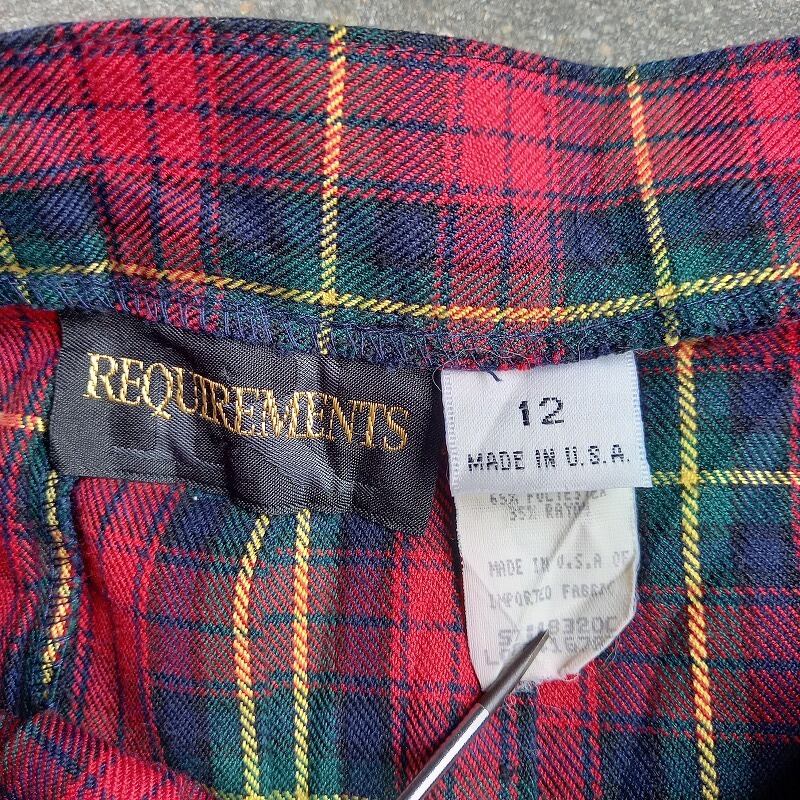 REQUIREMENTS
12
MADE IN U.S.A.
65% POLYESTER
35% RAYON
MADE IN U.S.A OF
IMPORTED FABRIC